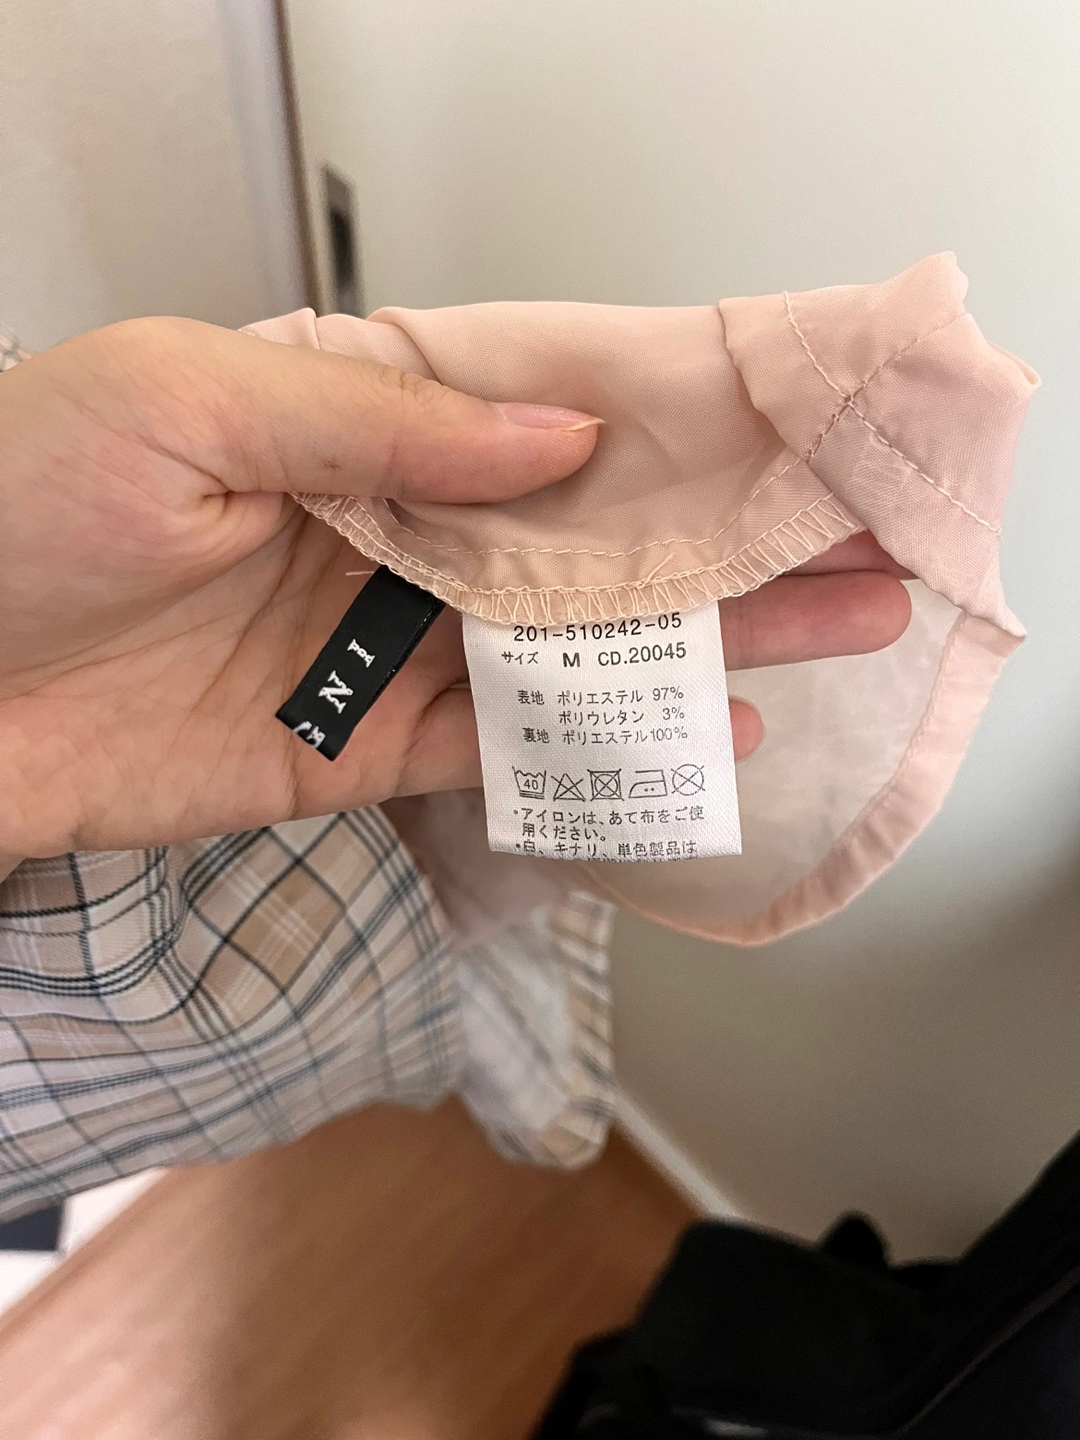 201-510242-05
サイズ M CD.20045
表地 ポリエステル 97%
ポリウレタン 3%
裏地 ポリエステル100%
40
*アイロンは、あて布をご使
用ください。
*白、キナリ、単色製品は
I N